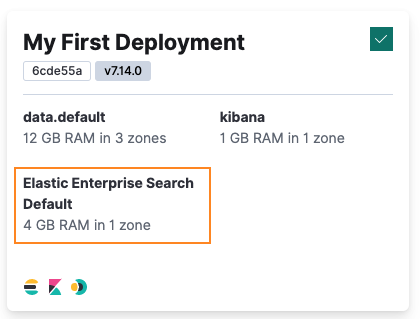 My First Deployment
6cde55a v7.14.0
data.default
12 GB RAM in 3 zones
kibana
1 GB RAM in 1 zone
Elastic Enterprise Search
Default
4 GB RAM in 1 zone